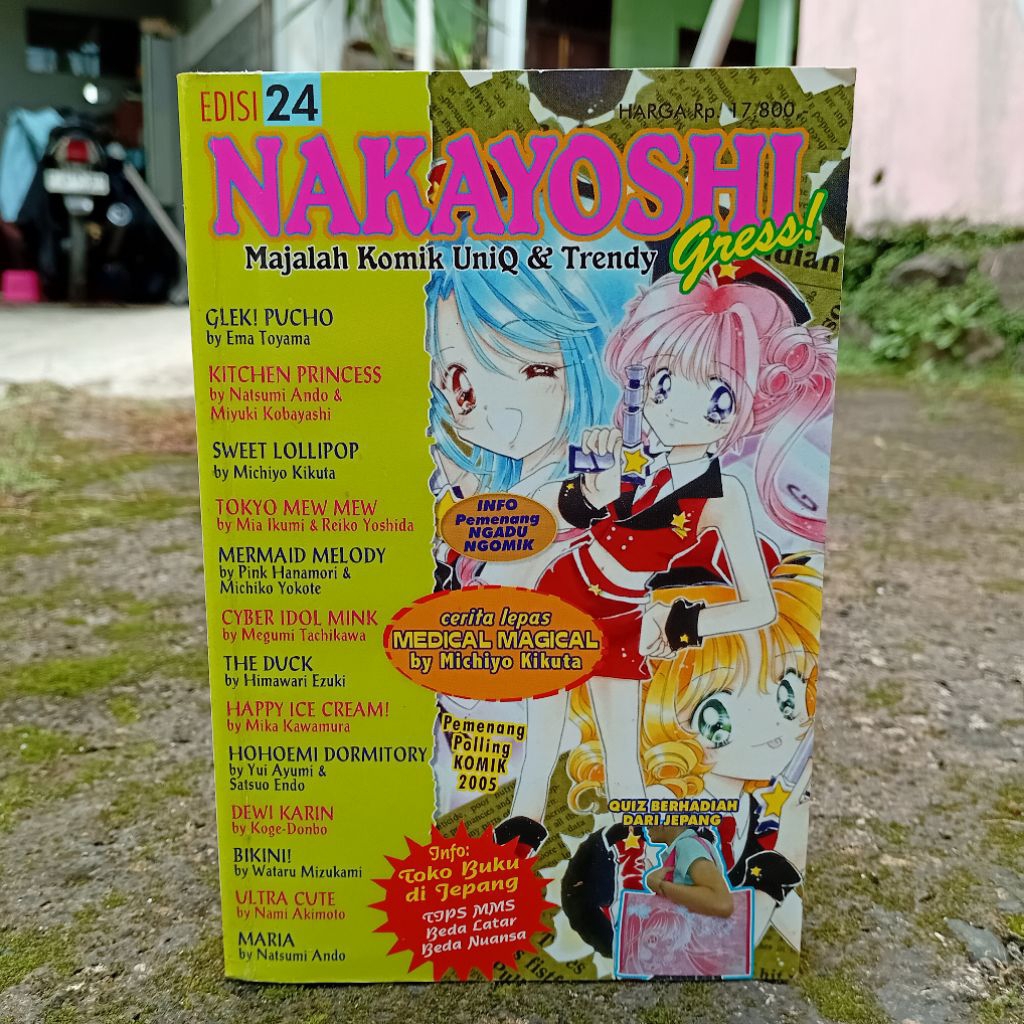 EDISI 24
HARGA Rp. 17.800
NAKAYOSHI
Gress!
Majalah Komik UniQ & Trendy
GLEK! PUCHO
by Ema Toyama
KITCHEN PRINCESS
by Natsumi Ando &
Miyuki Kobayashi
SWEET LOLLIPOP
by Michiyo Kikuta
TOKYO MEW MEW
by Mia Ikumi & Reiko Yoshida
MERMAID MELODY
by Pink Hanamori &
Michiko Yokote
CYBER IDOL MINK
by Megumi Tachikawa
THE DUCK
by Himawari Ezuki
HAPPY ICE CREAM!
by Mika Kawamura
HOHOEMI DORMITORY
by Yui Ayumi &
Satsuo Endo
DEWI KARIN
by Koge-Donbo
BIKINI!
by Wataru Mizukami
ULTRA CUTE
by Nami Akimoto
MARIA
by Natsumi Ando
INFO
Pemenang
NGADU
NGOMIK
cerita lepas
MEDICAL MAGICAL
by Michiyo Kikuta
Pemenang
Polling
KOMIK
2005
QUIZ BERHADIAH
DARI JEPANG
Info:
Toko Buku
di Jepang
TIPS MMS
Beda Latar
Beda Nuansa